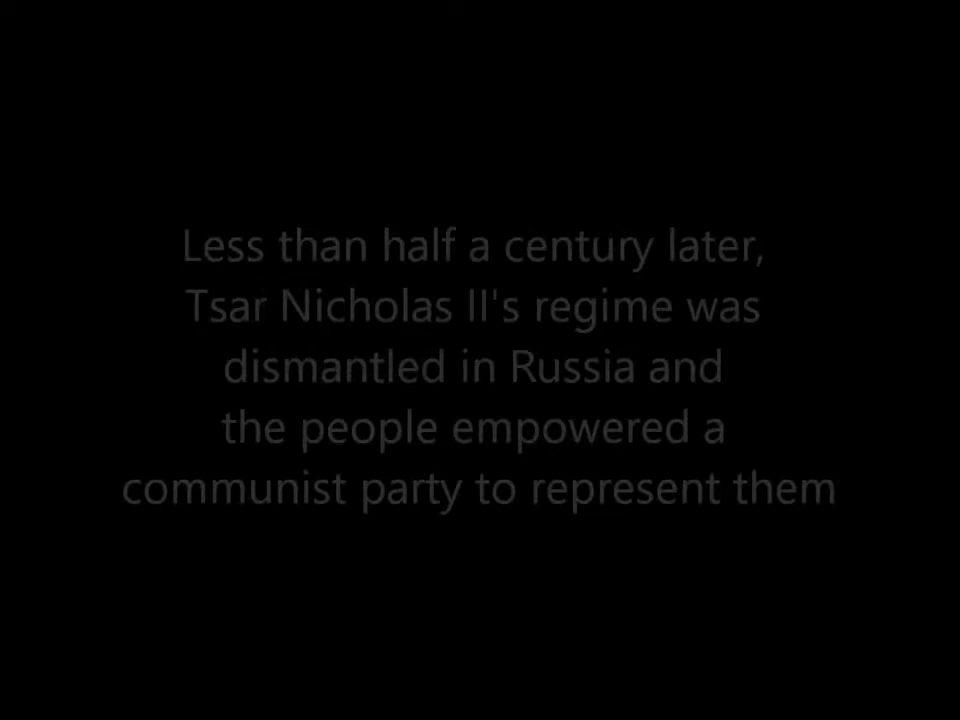 Less than half a century later,
Tsar Nicholas II's regime was
dismantled in Russia and
the people empowered a
communist party to represent them